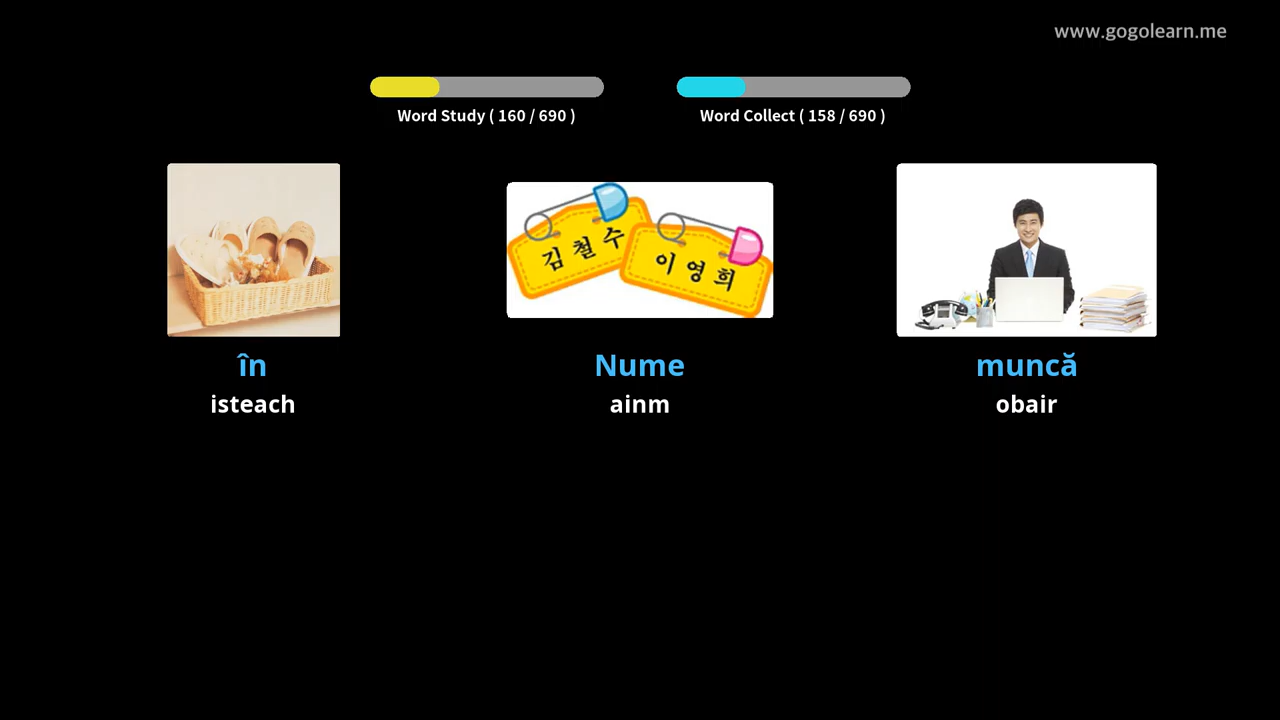 www.gogolearn.me
Word Study ( 160 / 690 )
Word Collect ( 158 / 690 )
김철수
이영희
în
Nume
muncă
isteach
ainm
obair